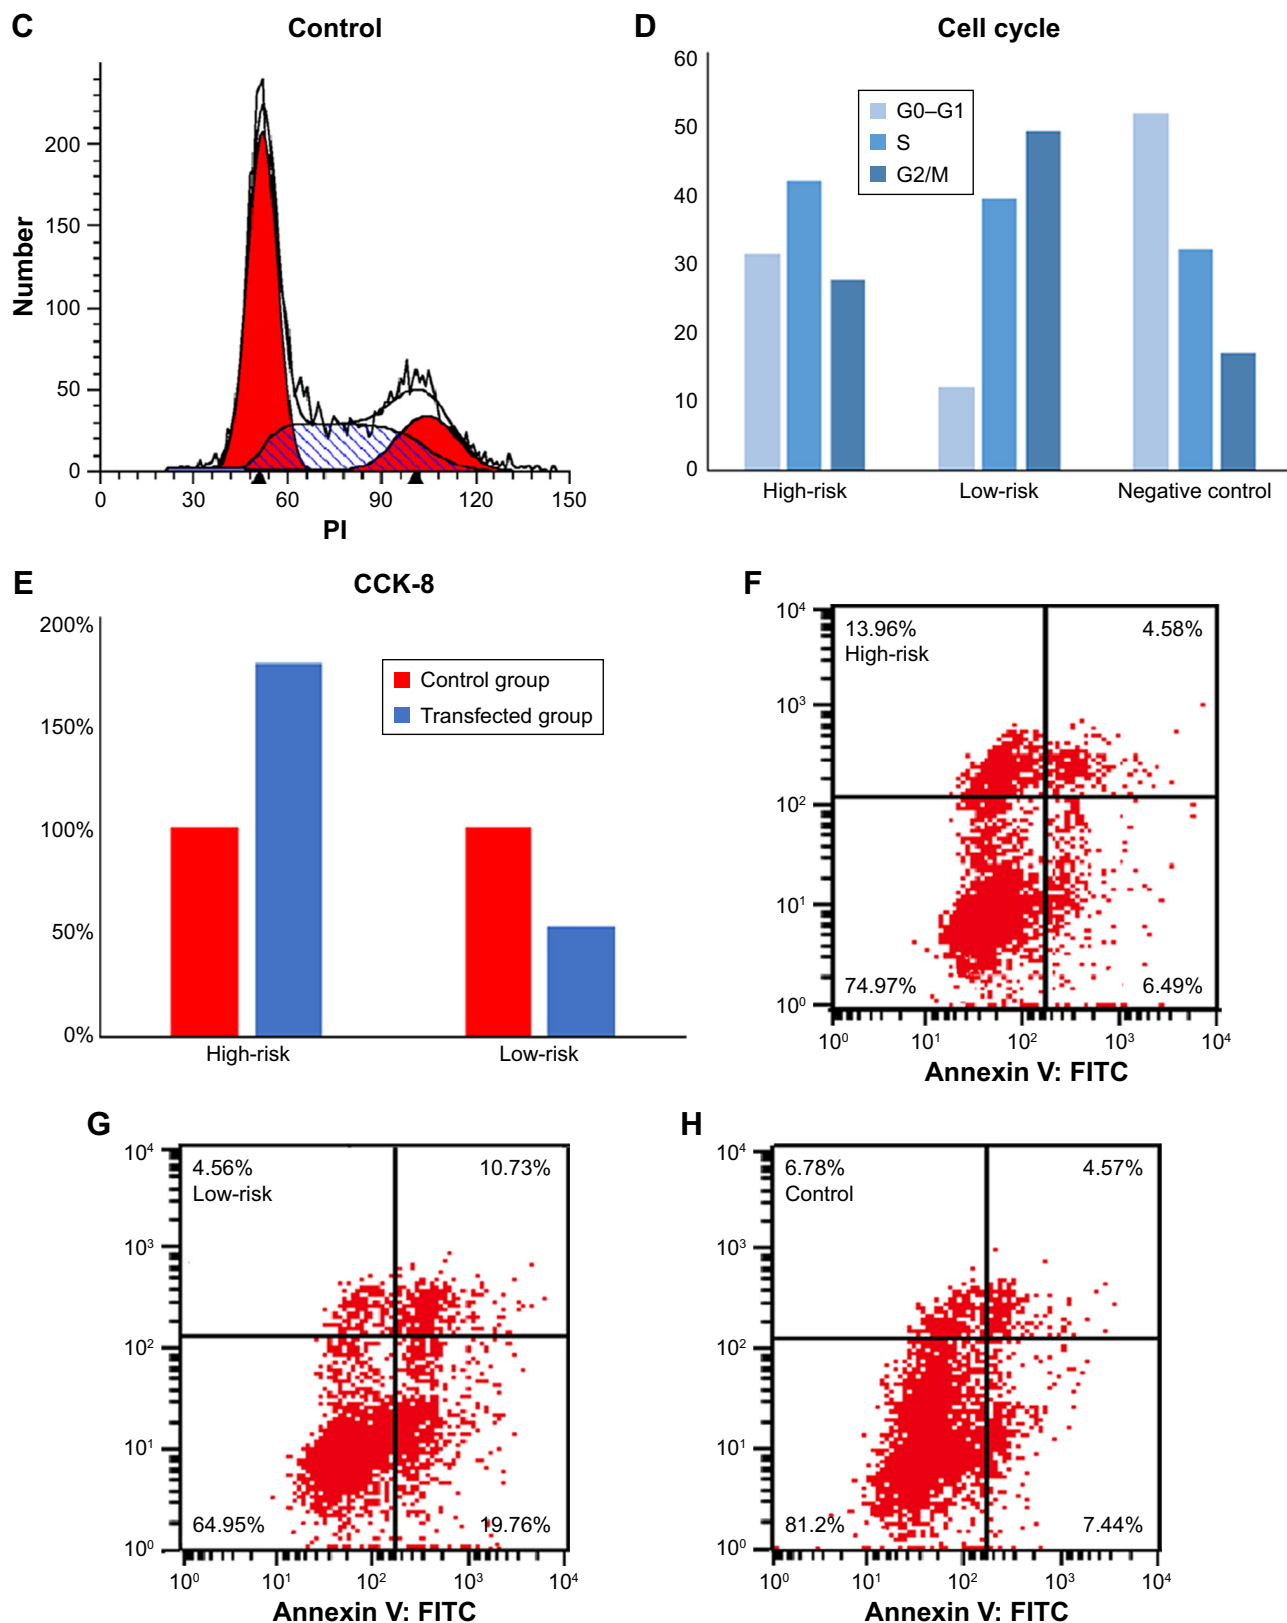 C
Control
Number
200
150
100
50
0
0 30 60 90 120 150
PI
D
Cell cycle
60
50
40
30
20
10
0
G0–G1
S
G2/M
High-risk Low-risk Negative control
E
CCK-8
200%
150%
100%
50%
0%
Control group
Transfected group
High-risk Low-risk
F
10⁴
10³
10²
10¹
10⁰
13.96% 4.58%
High-risk
74.97% 6.49%
10⁰ 10¹ 10² 10³ 10⁴
Annexin V: FITC
G
10⁴
10³
10²
10¹
10⁰
4.56% 10.73%
Low-risk
64.95% 19.76%
10⁰ 10¹ 10² 10³ 10⁴
Annexin V: FITC
H
10⁴
10³
10²
10¹
10⁰
6.78% 4.57%
Control
81.2% 7.44%
10⁰ 10¹ 10² 10³ 10⁴
Annexin V: FITC